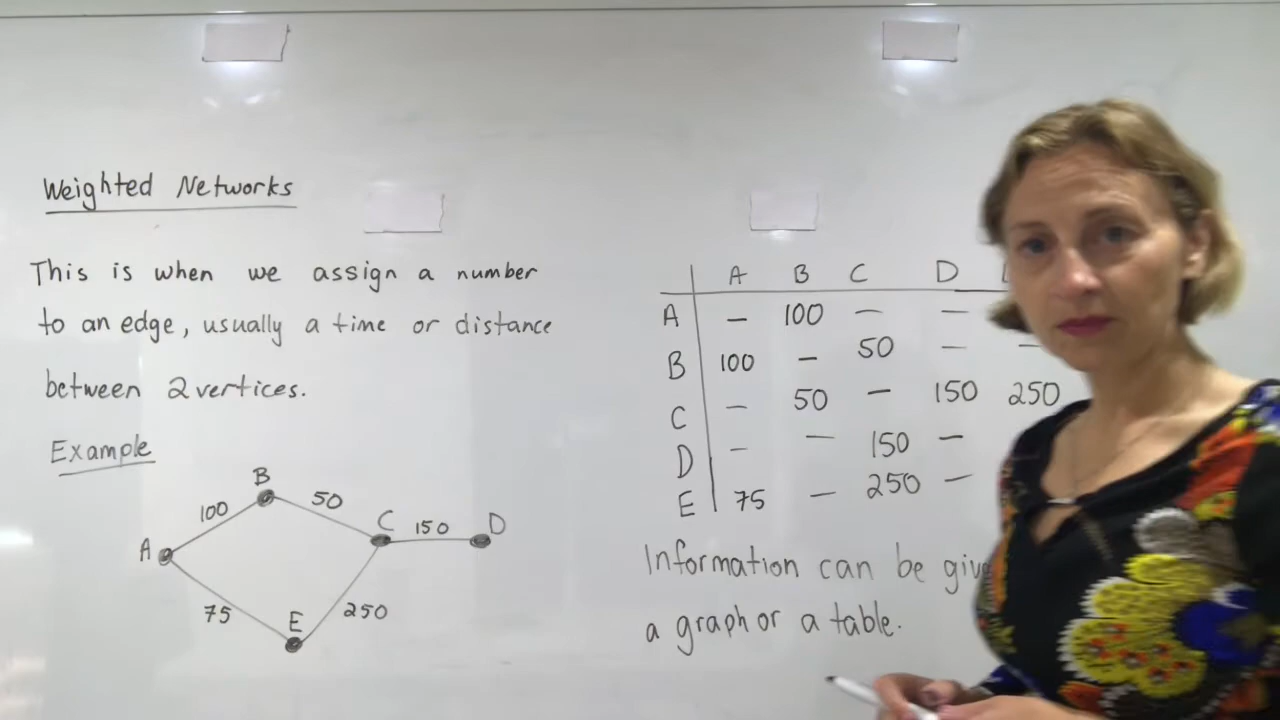 Weighted Networks
This is when we assign a number
to an edge, usually a time or distance
between 2 vertices.
Example
B
100
50
A
C
150
D
75
E
250
A B C D
A — 100 — —
B 100 — 50 — —
C — 50 — 150 250
D — — 150 —
E 75 — 250 —
Information can be
a graph or a table.